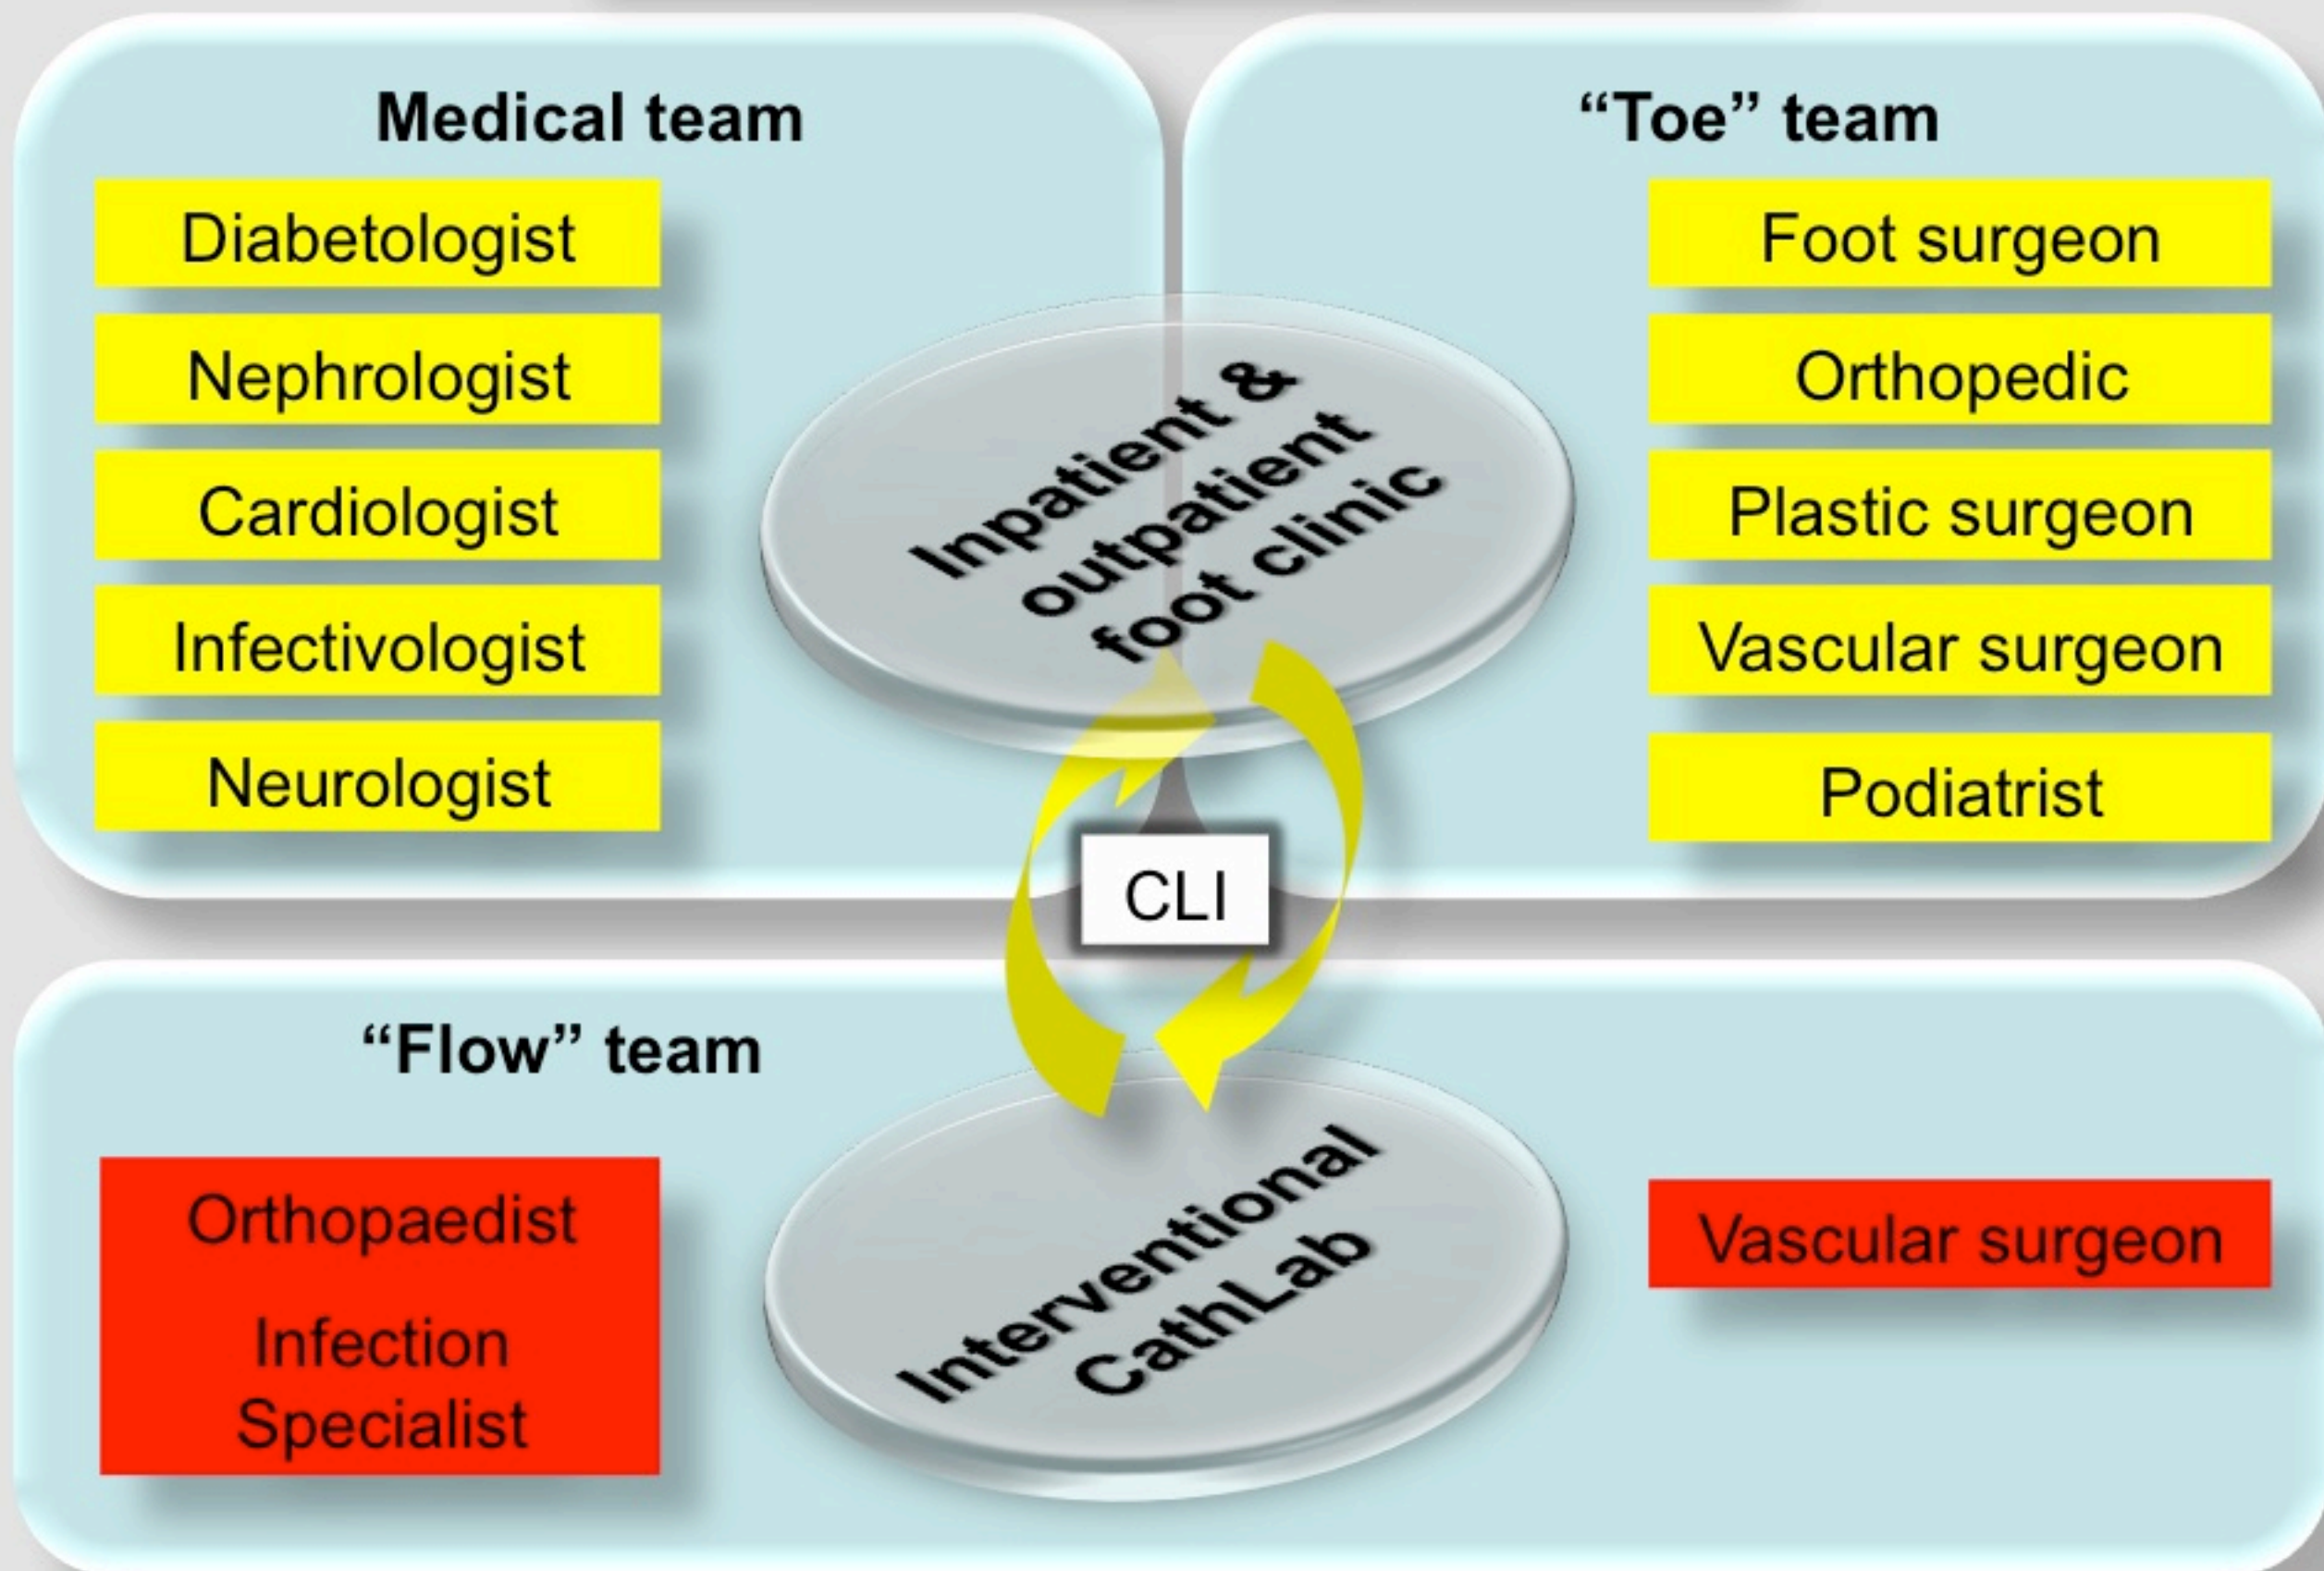 Medical team
Diabetologist
Nephrologist
Cardiologist
Infectivologist
Neurologist
“Toe” team
Foot surgeon
Orthopedic
Plastic surgeon
Vascular surgeon
Podiatrist
Inpatient &
outpatient
foot clinic
CLI
“Flow” team
Orthopaedist
Infection
Specialist
Interventional
CathLab
Vascular surgeon